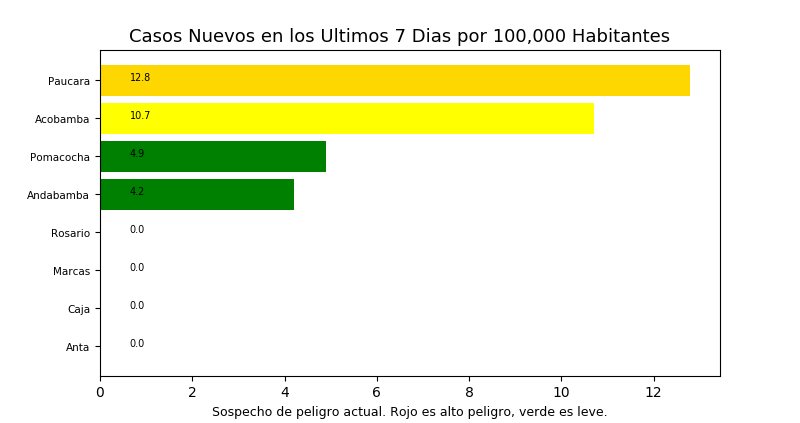 Casos Nuevos en los Ultimos 7 Dias por 100,000 Habitantes
Paucara 12.8
Acobamba 10.7
Pomacocha 4.9
Andabamba 4.2
Rosario 0.0
Marcas 0.0
Caja 0.0
Anta 0.0
0 2 4 6 8 10 12
Sospecho de peligro actual. Rojo es alto peligro, verde es leve.